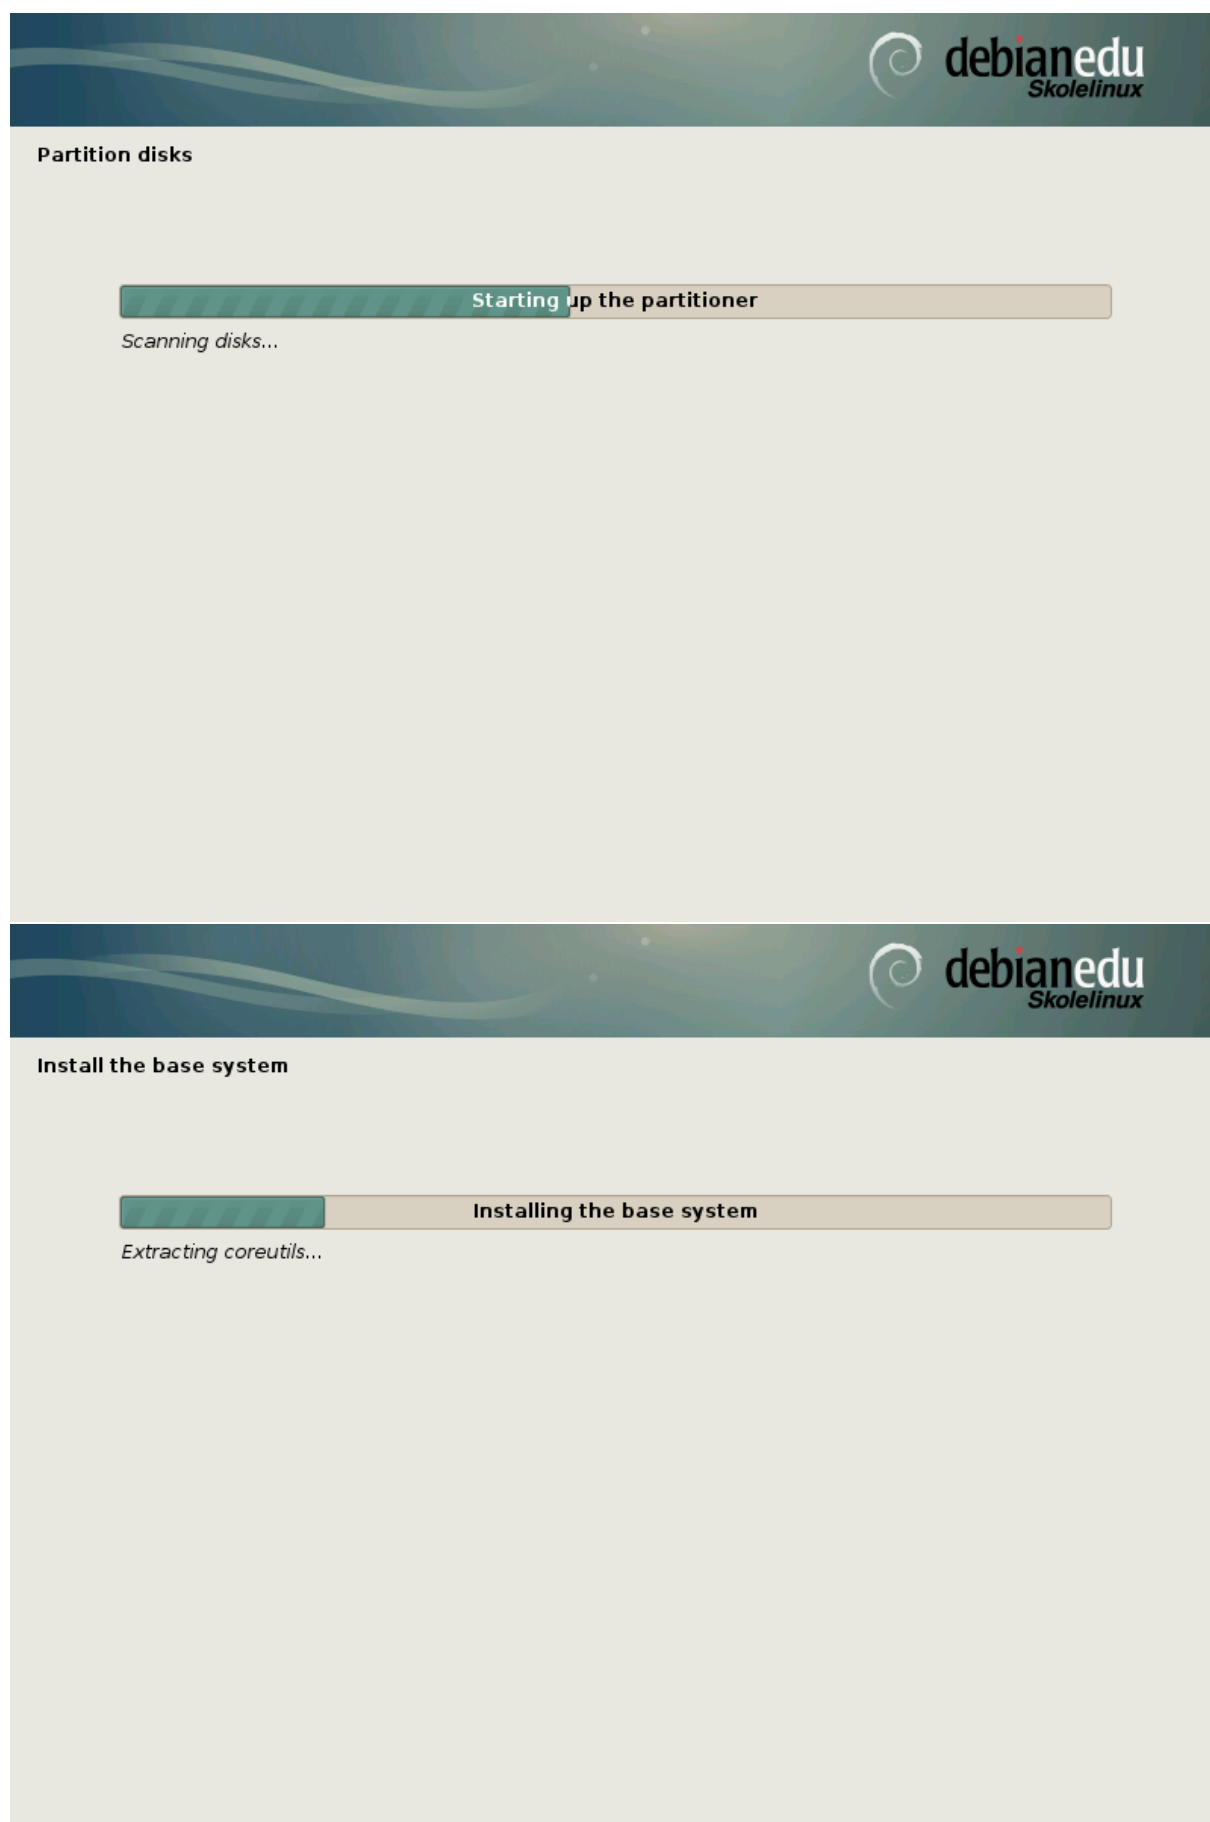 debianedu
Skolelinux
Partition disks
Starting up the partitioner
Scanning disks...
debianedu
Skolelinux
Install the base system
Installing the base system
Extracting coreutils...